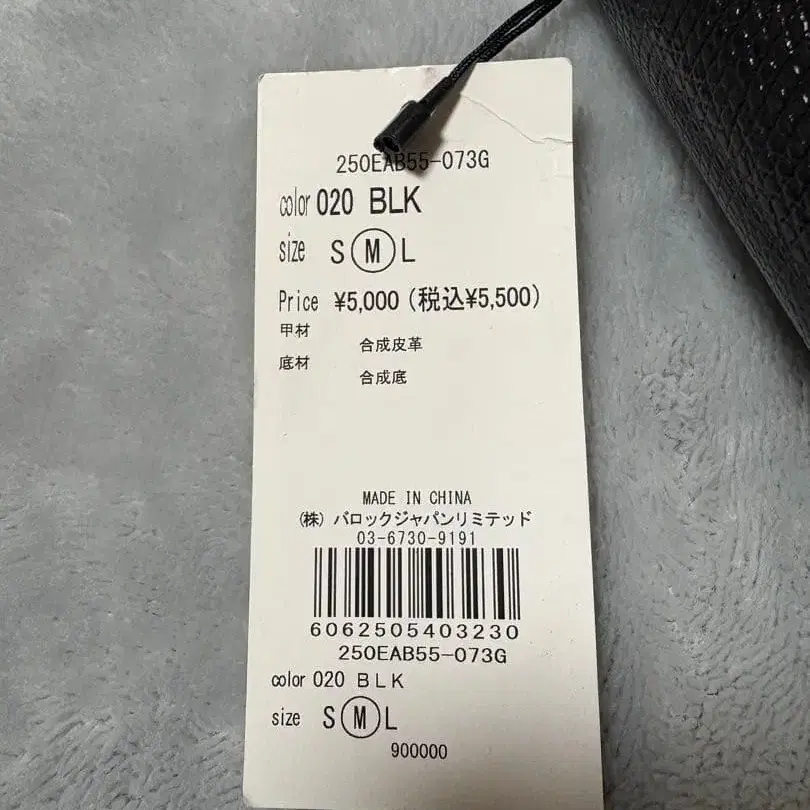 250EAB55-073G
color 020 BLK
size S M L
Price ¥5,000 (税込¥5,500)
甲材 合成皮革
底材 合成底
MADE IN CHINA
(株) バロックジャパンリミテッド
03-6730-9191
6062505403230
250EAB55-073G
color 020 BLK
size S M L
900000